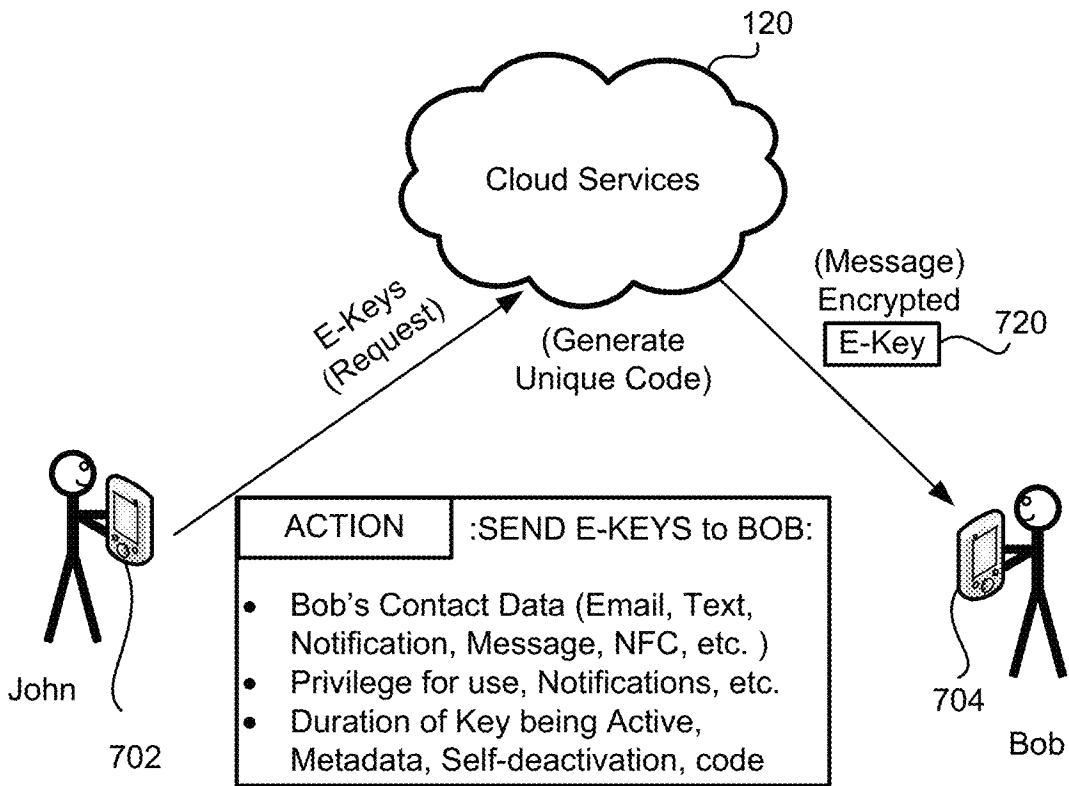 120
Cloud Services
E-Keys
(Request)
(Generate
Unique Code)
(Message)
Encrypted
E-Key
720
ACTION :SEND E-KEYS to BOB:
• Bob's Contact Data (Email, Text,
Notification, Message, NFC, etc. )
• Privilege for use, Notifications, etc.
• Duration of Key being Active,
Metadata, Self-deactivation, code
John
702
704
Bob